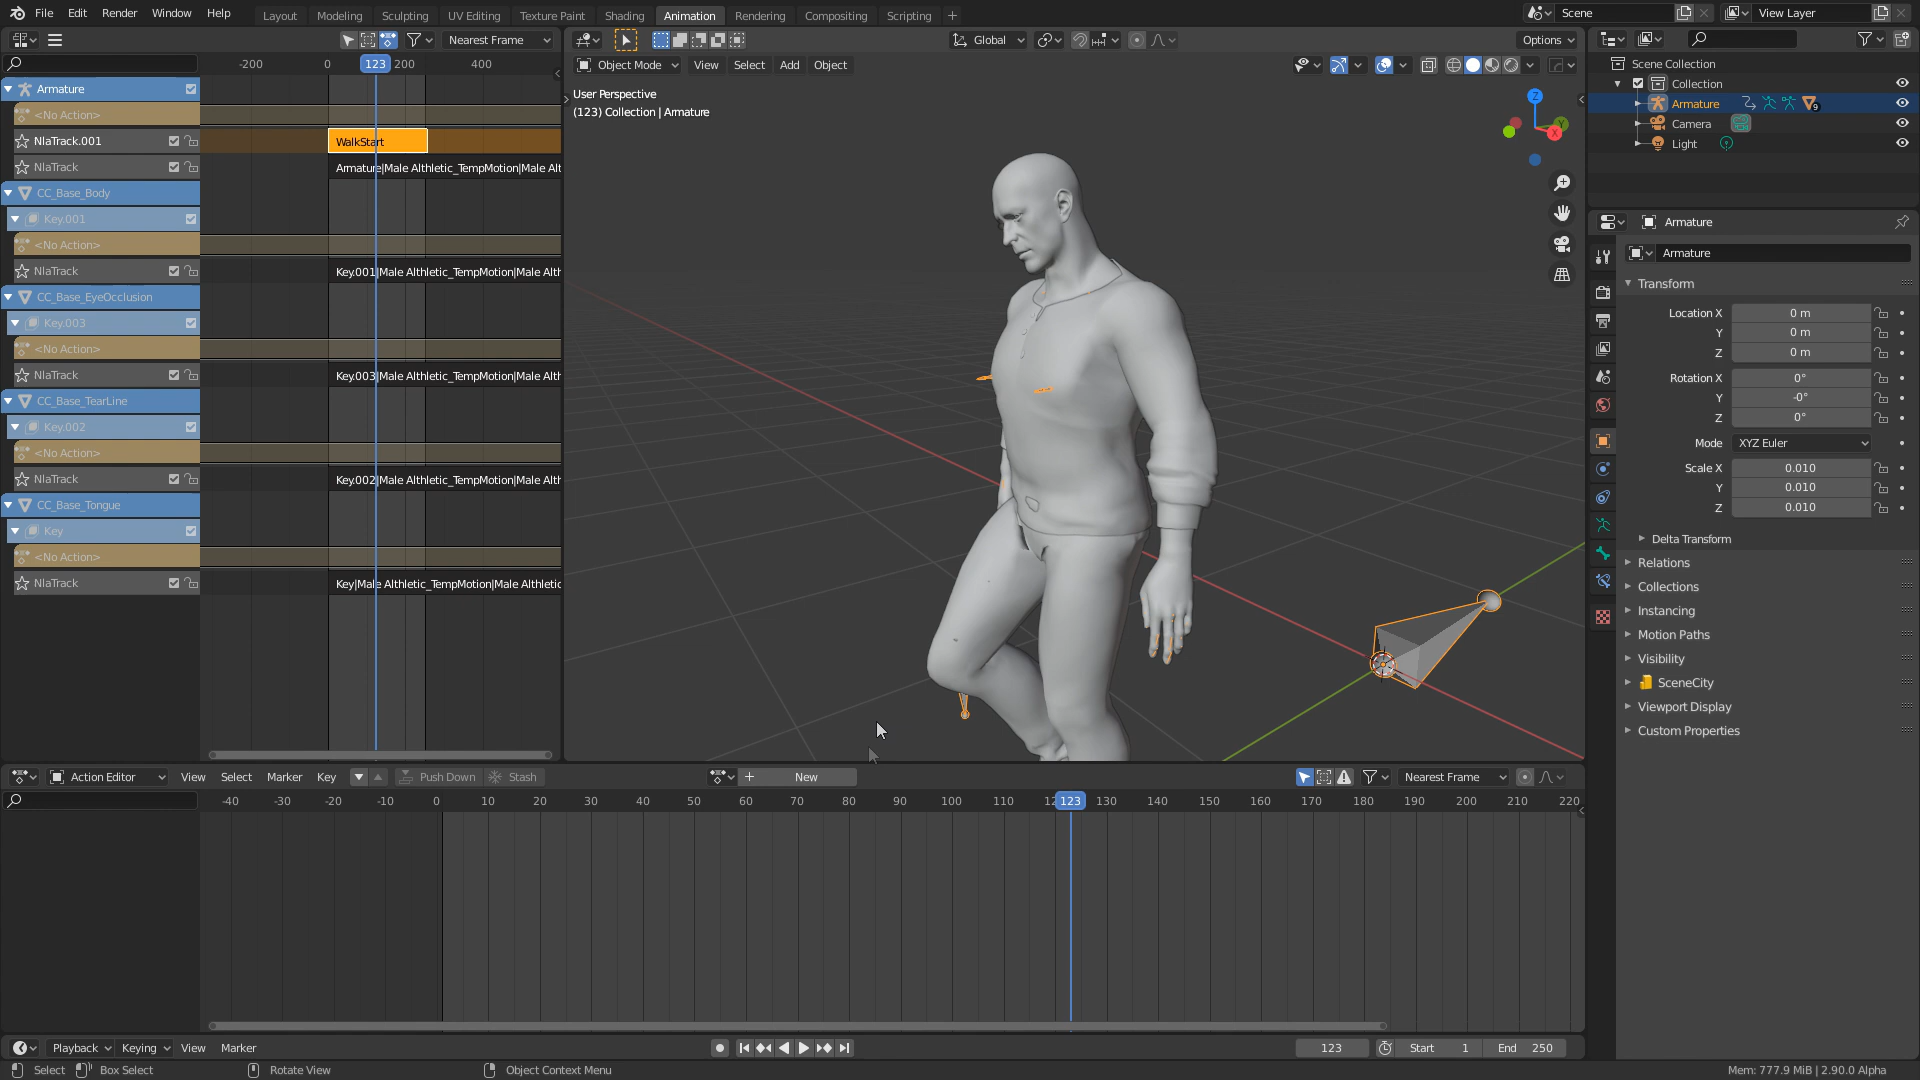 File Edit Render Window Help Layout Modeling Sculpting UV Editing Texture Paint Shading Animation Rendering Compositing Scripting + Scene View Layer
Nearest Frame Global Options
-200 0 123 200 400
Object Mode View Select Add Object
User Perspective
(123) Collection | Armature
Armature
<No Action>
NlaTrack.001 WalkStart
NlaTrack Armature|Male Althletic_TempMotion|Male Alt
CC_Base_Body
Key.001
<No Action>
NlaTrack Key.001|Male Althletic_TempMotion|Male Alth
CC_Base_EyeOcclusion
Key.003
<No Action>
NlaTrack Key.003|Male Althletic_TempMotion|Male Alth
CC_Base_TearLine
Key.002
<No Action>
NlaTrack Key.002|Male Althletic_TempMotion|Male Alth
CC_Base_Tongue
Key
<No Action>
NlaTrack Key|Male Althletic_TempMotion|Male Althletic
Z
Y
X
Scene Collection
Collection
Armature 9
Camera
Light
Armature
Armature
Transform
Location X 0 m
Y 0 m
Z 0 m
Rotation X 0°
Y -0°
Z 0°
Mode XYZ Euler
Scale X 0.010
Y 0.010
Z 0.010
Delta Transform
Relations
Collections
Instancing
Motion Paths
Visibility
SceneCity
Viewport Display
Custom Properties
Action Editor View Select Marker Key Push Down Stash + New Nearest Frame
-40 -30 -20 -10 0 10 20 30 40 50 60 70 80 90 100 110 12 123 130 140 150 160 170 180 190 200 210 220
Playback Keying View Marker 123 Start 1 End 250
Select Box Select Rotate View Object Context Menu Mem: 777.9 MiB | 2.90.0 Alpha